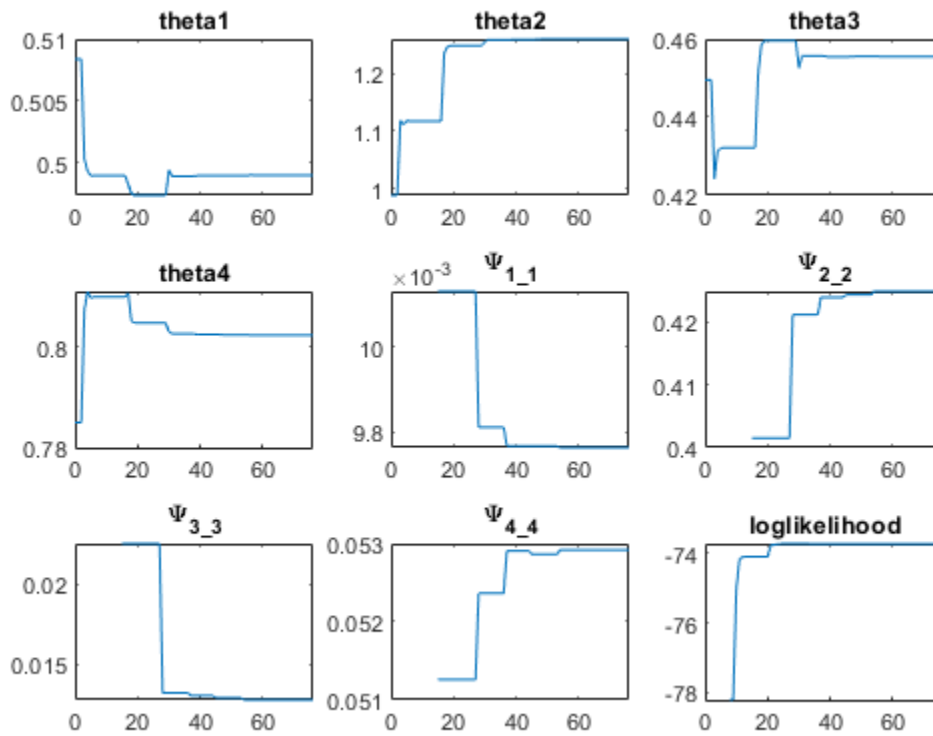 theta1
theta2
theta3
0.51
0.505
0.5
0 20 40 60
1.2
1.1
1
0 20 40 60
0.46
0.44
0.42
0 20 40 60
theta4
Ψ1_1
Ψ2_2
0.8
0.78
0 20 40 60
×10-3
10
9.8
0 20 40 60
0.42
0.41
0.4
0 20 40 60
Ψ3_3
Ψ4_4
loglikelihood
0.02
0.015
0 20 40 60
0.053
0.052
0.051
0 20 40 60
-74
-76
-78
0 20 40 60